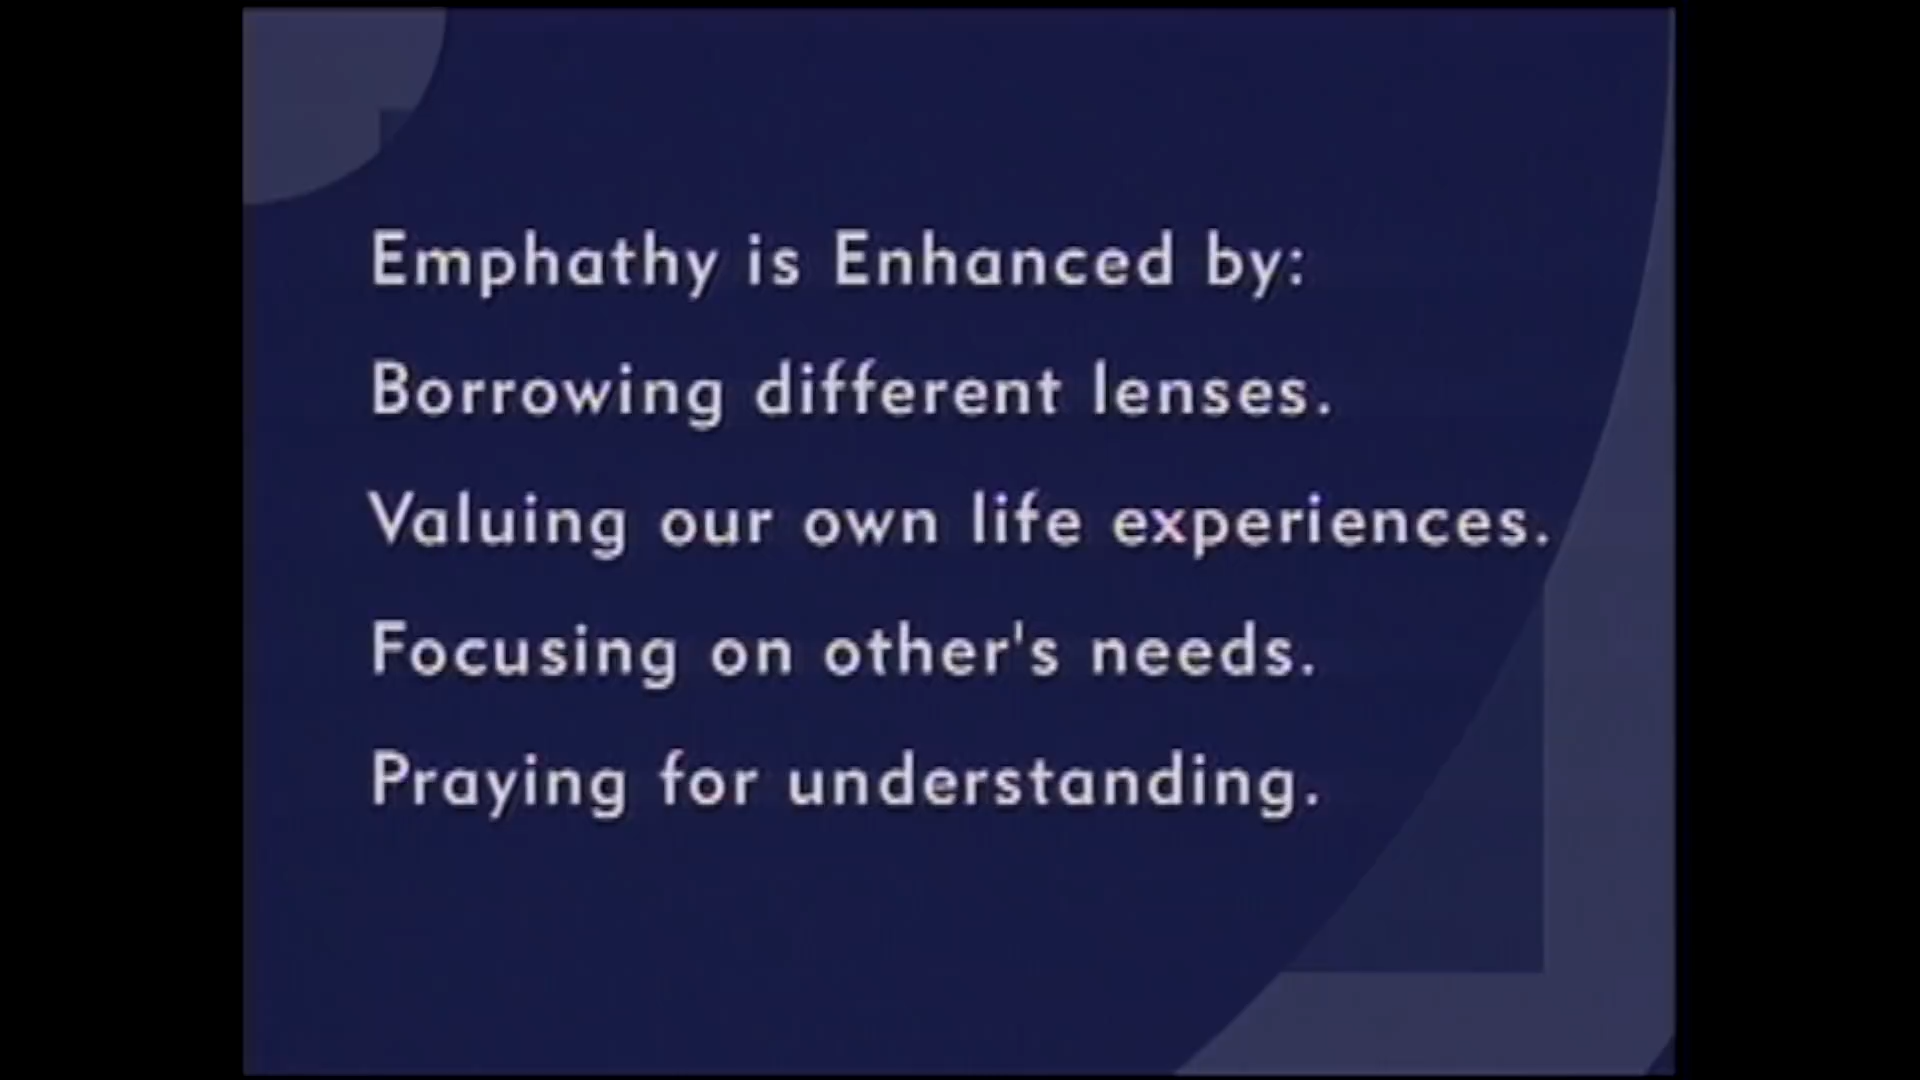 Emphathy is Enhanced by:
Borrowing different lenses.
Valuing our own life experiences.
Focusing on other's needs.
Praying for understanding.